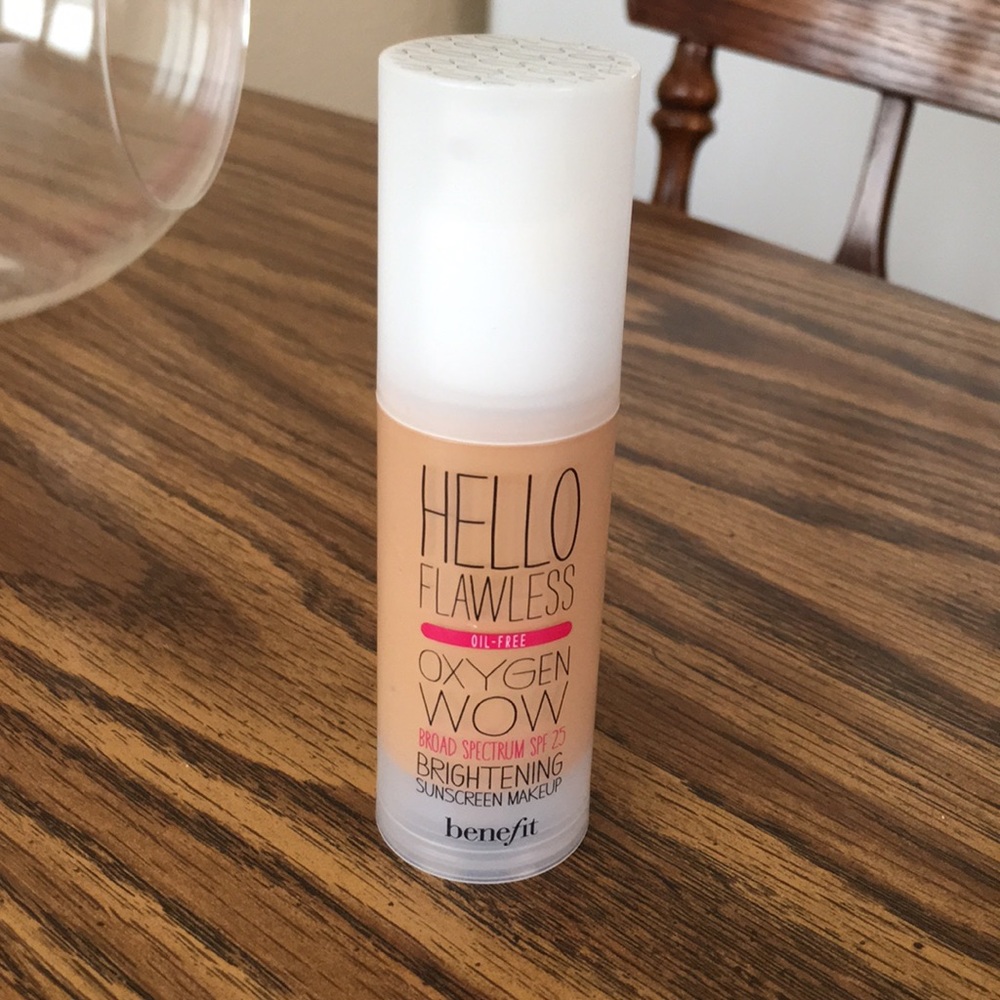 HELLO
FLAWLESS
OIL-FREE
OXYGEN
WOW
BROAD SPECTRUM SPF 25
BRIGHTENING
SUNSCREEN MAKEUP
benefit